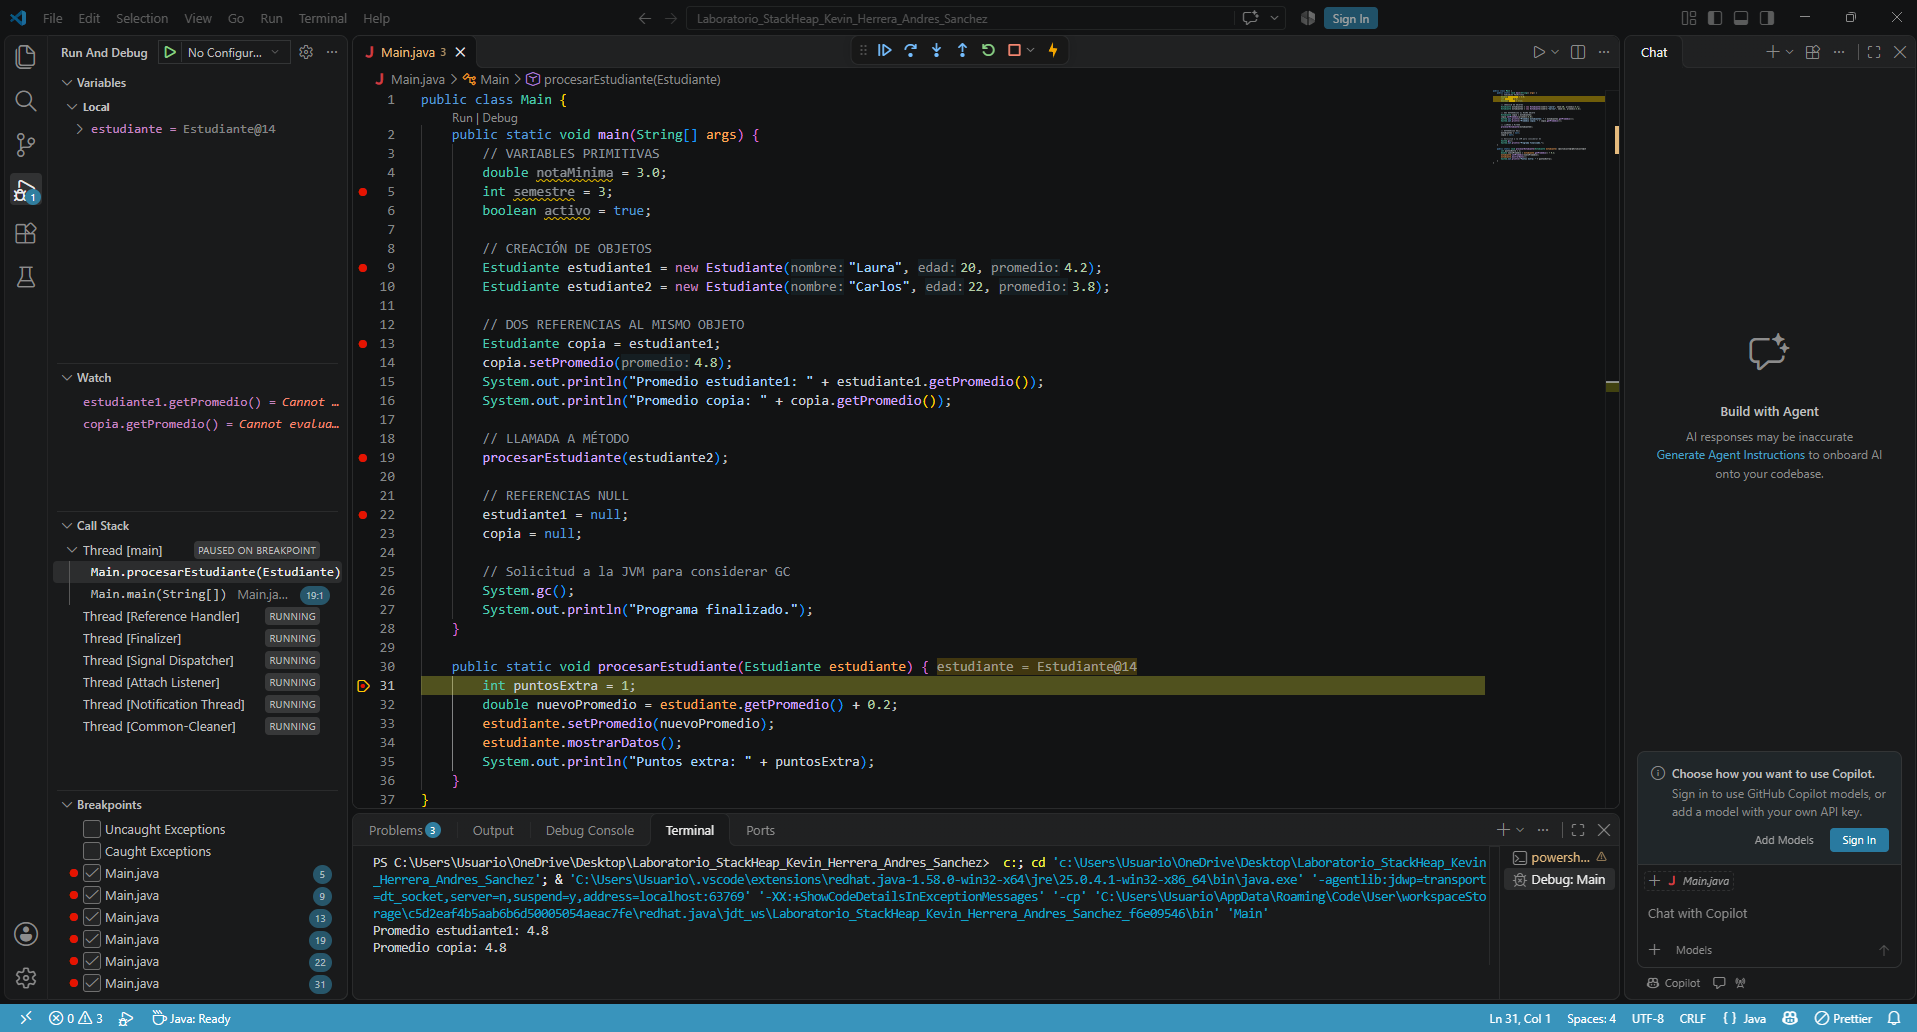 File Edit Selection View Go Run Terminal Help
Laboratorio_StackHeap_Kevin_Herrera_Andres_Sanchez
Sign In
Run And Debug
No Configur...
Variables
Local
estudiante = Estudiante@14
Watch
estudiante1.getPromedio() = Cannot ...
copia.getPromedio() = Cannot evalua...
Call Stack
Thread [main] PAUSED ON BREAKPOINT
Main.procesarEstudiante(Estudiante)
Main.main(String[]) Main.ja... 19:1
Thread [Reference Handler] RUNNING
Thread [Finalizer] RUNNING
Thread [Signal Dispatcher] RUNNING
Thread [Attach Listener] RUNNING
Thread [Notification Thread] RUNNING
Thread [Common-Cleaner] RUNNING
Breakpoints
Uncaught Exceptions
Caught Exceptions
Main.java 5
Main.java 9
Main.java 13
Main.java 19
Main.java 22
Main.java 31
1
Main.java 3
Main.java > Main > procesarEstudiante(Estudiante)
1 public class Main {
Run | Debug
2 public static void main(String[] args) {
3 // VARIABLES PRIMITIVAS
4 double notaMinima = 3.0;
5 int semestre = 3;
6 boolean activo = true;
7
8 // CREACIÓN DE OBJETOS
9 Estudiante estudiante1 = new Estudiante(nombre: "Laura", edad: 20, promedio: 4.2);
10 Estudiante estudiante2 = new Estudiante(nombre: "Carlos", edad: 22, promedio: 3.8);
11
12 // DOS REFERENCIAS AL MISMO OBJETO
13 Estudiante copia = estudiante1;
14 copia.setPromedio(promedio: 4.8);
15 System.out.println("Promedio estudiante1: " + estudiante1.getPromedio());
16 System.out.println("Promedio copia: " + copia.getPromedio());
17
18 // LLAMADA A MÉTODO
19 procesarEstudiante(estudiante2);
20
21 // REFERENCIAS NULL
22 estudiante1 = null;
23 copia = null;
24
25 // Solicitud a la JVM para considerar GC
26 System.gc();
27 System.out.println("Programa finalizado.");
28 }
29
30 public static void procesarEstudiante(Estudiante estudiante) { estudiante = Estudiante@14
31 int puntosExtra = 1;
32 double nuevoPromedio = estudiante.getPromedio() + 0.2;
33 estudiante.setPromedio(nuevoPromedio);
34 estudiante.mostrarDatos();
35 System.out.println("Puntos extra: " + puntosExtra);
36 }
37 }
Problems 3 Output Debug Console Terminal Ports
PS C:\Users\Usuario\OneDrive\Desktop\Laboratorio_StackHeap_Kevin_Herrera_Andres_Sanchez> c:; cd 'c:\Users\Usuario\OneDrive\Desktop\Laboratorio_StackHeap_Kevin
_Herrera_Andres_Sanchez'; & 'C:\Users\Usuario\.vscode\extensions\redhat.java-1.58.0-win32-x64\jre\25.0.4.1-win32-x86_64\bin\java.exe' '-agentlib:jdwp=transport
=dt_socket,server=n,suspend=y,address=localhost:63769' '-XX:+ShowCodeDetailsInExceptionMessages' '-cp' 'C:\Users\Usuario\AppData\Roaming\Code\User\workspaceSto
rage\c5d2eaf4b5aab6b6d50005054aeac7fe\redhat.java\jdt_ws\Laboratorio_StackHeap_Kevin_Herrera_Andres_Sanchez_f6e09546\bin' 'Main'
Promedio estudiante1: 4.8
Promedio copia: 4.8
powersh...
Debug: Main
Chat
Build with Agent
AI responses may be inaccurate
Generate Agent Instructions to onboard AI
onto your codebase.
Choose how you want to use Copilot.
Sign in to use GitHub Copilot models, or
add a model with your own API key.
Add Models Sign In
Main.java
Chat with Copilot
Models
Copilot
0 3 Java: Ready
Ln 31, Col 1 Spaces: 4 UTF-8 CRLF { } Java Prettier